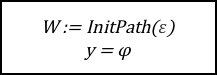 W := InitPath(ε)
y = φ